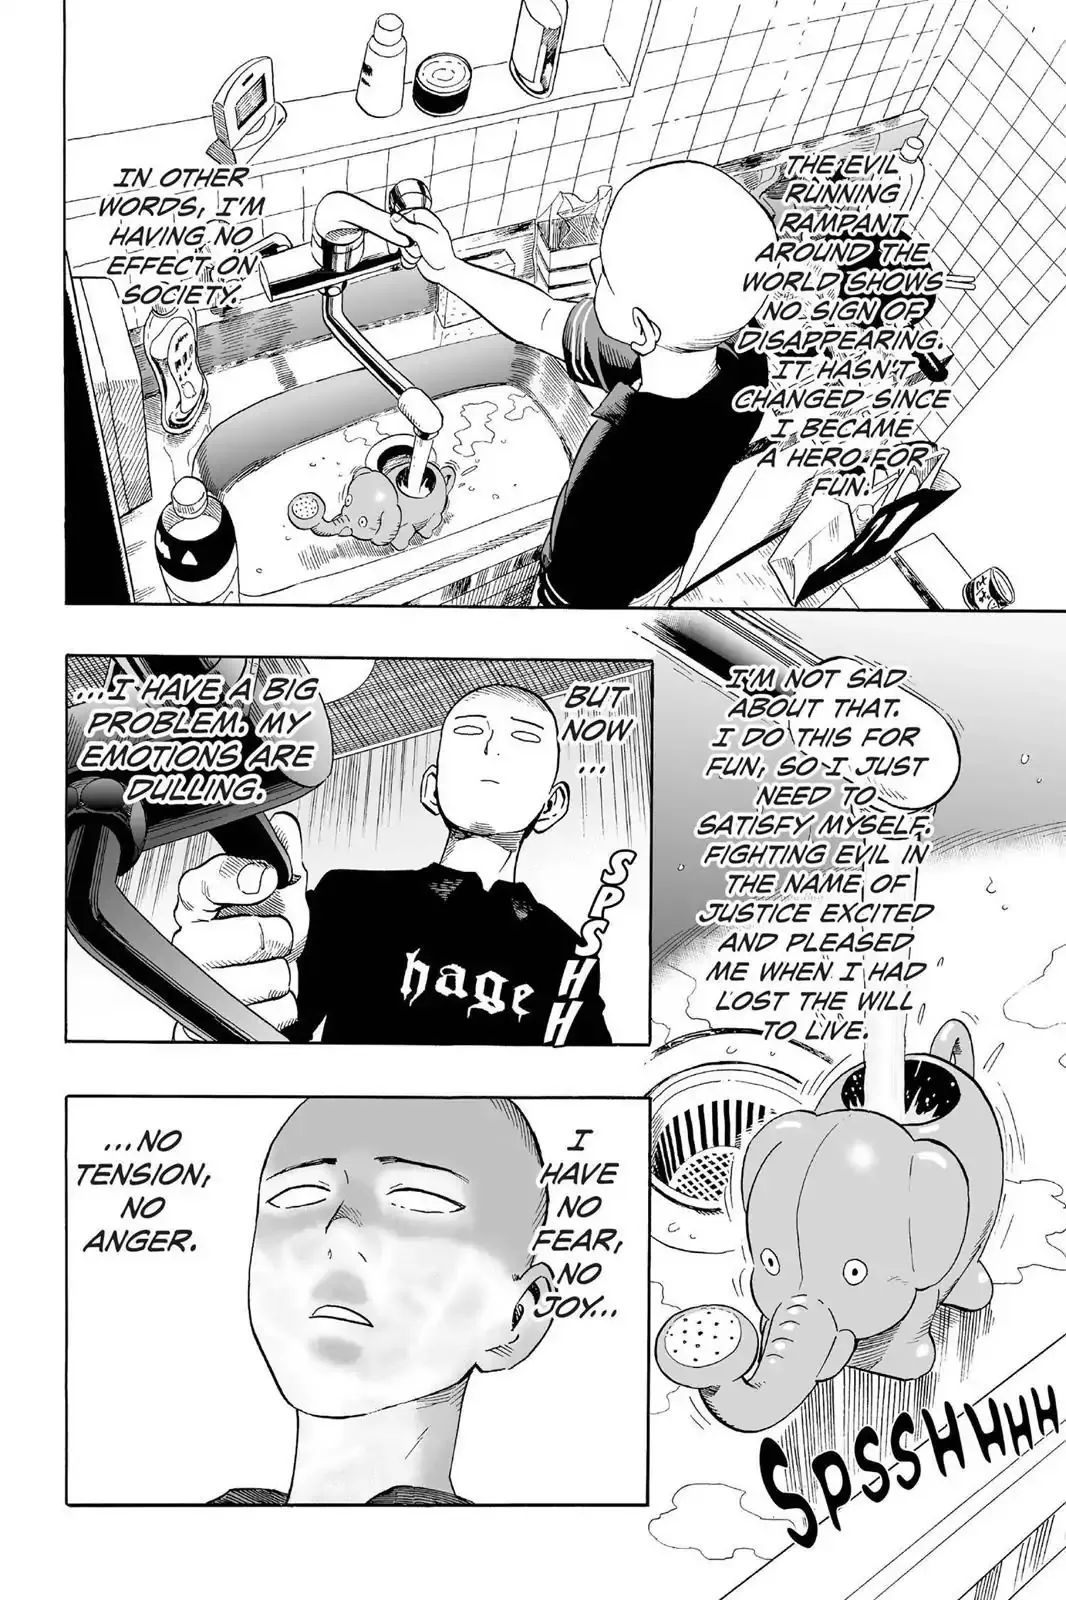 THE EVIL
RUNNING
RAMPANT
AROUND THE
WORLD SHOWS
NO SIGN OF
DISAPPEARING.
IT HASN'T
CHANGED SINCE
I BECAME
A HERO FOR
FUN.
IN OTHER
WORDS, I'M
HAVING NO
EFFECT ON
SOCIETY.
I'M NOT SAD
ABOUT THAT.
I DO THIS FOR
FUN, SO I JUST
NEED TO
SATISFY MYSELF.
FIGHTING EVIL IN
THE NAME OF
JUSTICE EXCITED
AND PLEASED
ME WHEN I HAD
LOST THE WILL
TO LIVE.
SPSSHHHH
BUT
NOW
...
...I HAVE A BIG
PROBLEM. MY
EMOTIONS ARE
DULLING.
SPSHH
hage
I
HAVE
NO
FEAR,
NO
JOY...
...NO
TENSION,
NO
ANGER.